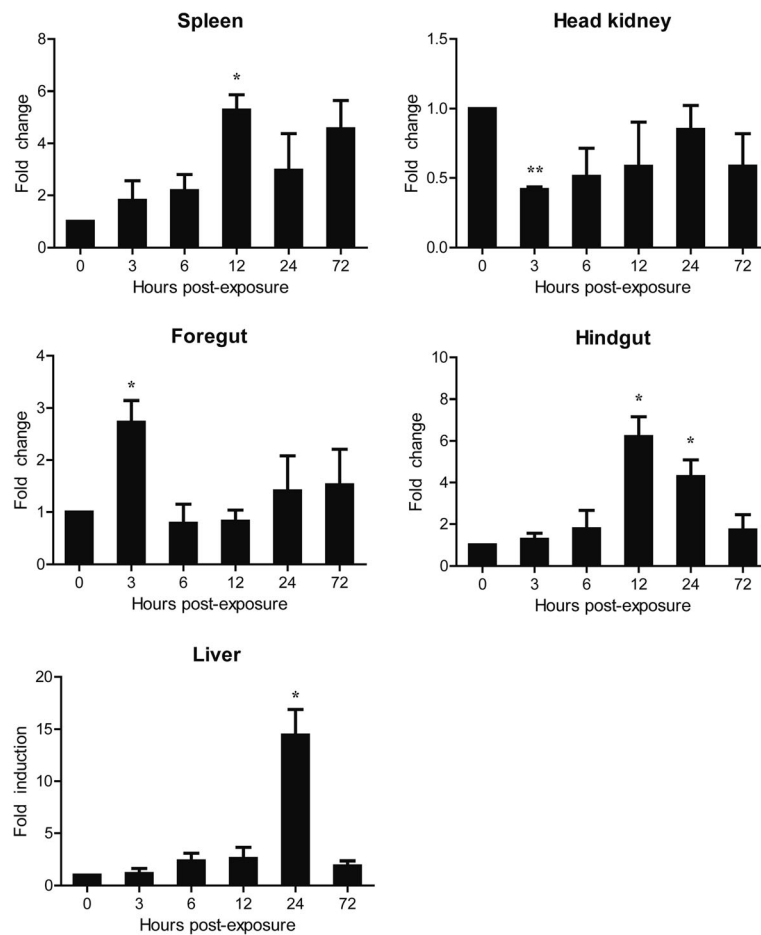 Spleen
Fold change
8
6
4
2
0
*
0 3 6 12 24 72
Hours post-exposure
Head kidney
Fold change
1.5
1.0
0.5
0.0
**
0 3 6 12 24 72
Hours post-exposure
Foregut
Fold change
4
3
2
1
0
*
0 3 6 12 24 72
Hours post-exposure
Hindgut
Fold change
10
8
6
4
2
0
* *
0 3 6 12 24 72
Hours post-exposure
Liver
Fold induction
20
15
10
5
0
*
0 3 6 12 24 72
Hours post-exposure